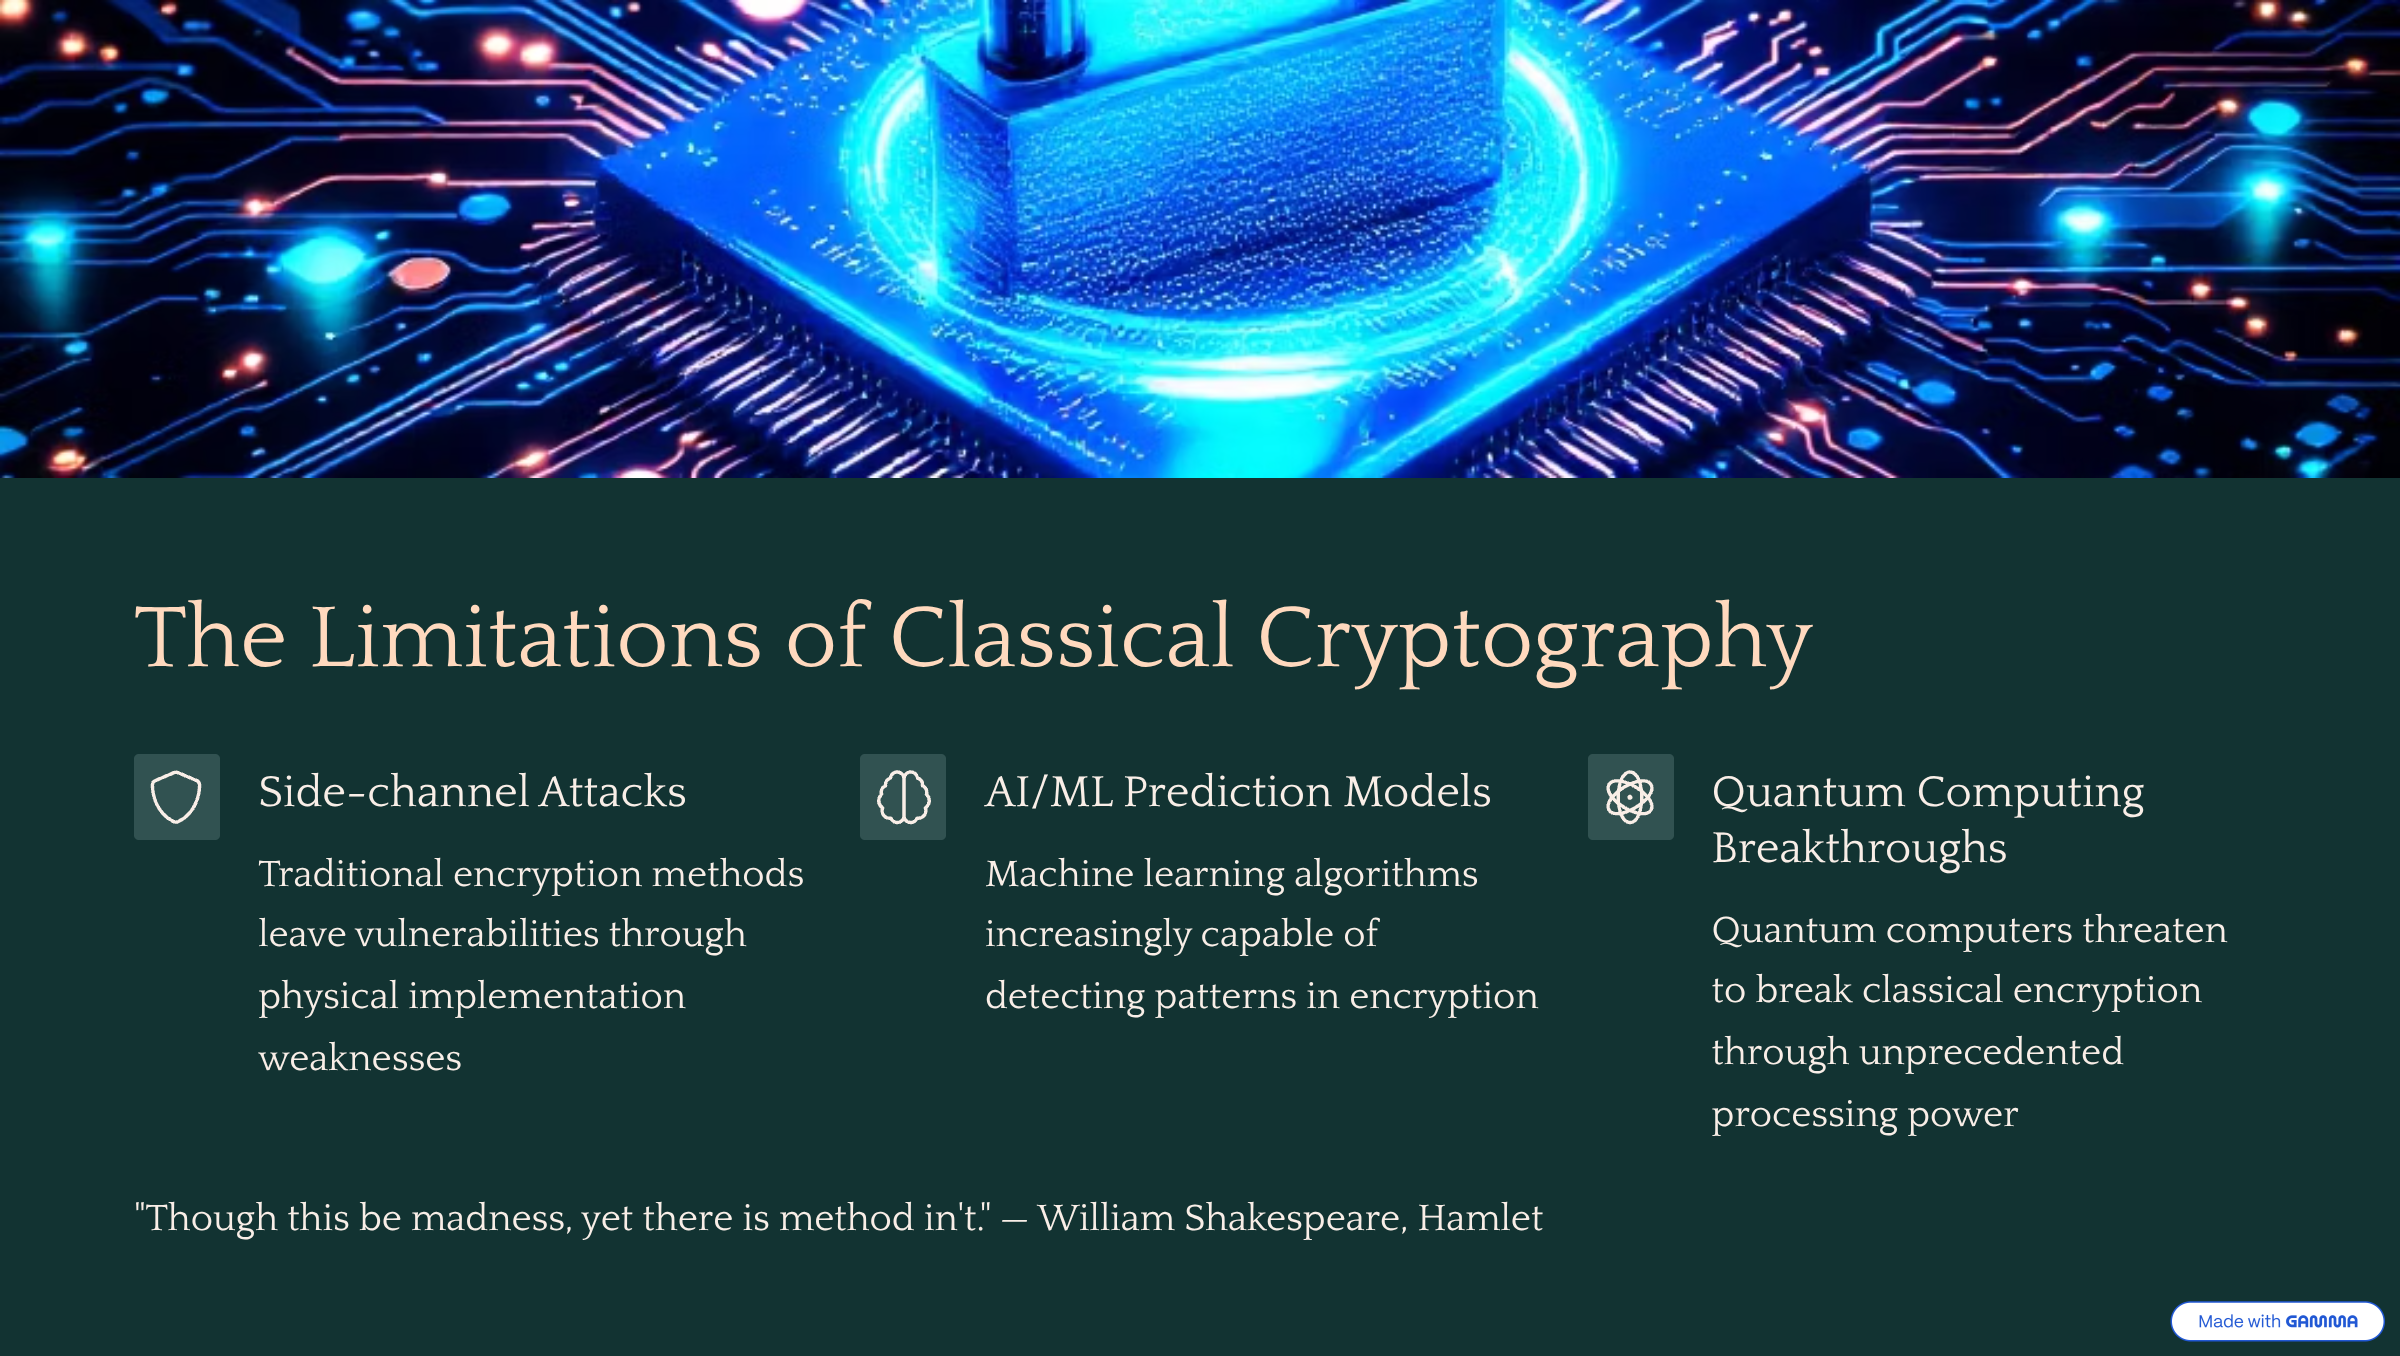 The Limitations of Classical Cryptography
Side-channel Attacks
Traditional encryption methods
leave vulnerabilities through
physical implementation
weaknesses
AI/ML Prediction Models
Machine learning algorithms
increasingly capable of
detecting patterns in encryption
Quantum Computing
Breakthroughs
Quantum computers threaten
to break classical encryption
through unprecedented
processing power
"Though this be madness, yet there is method in't." — William Shakespeare, Hamlet
Made with GAMMA